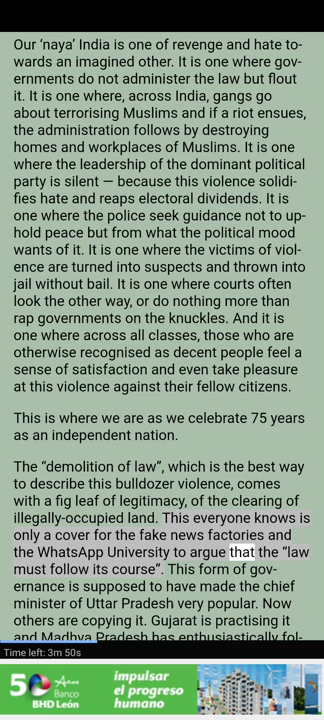 Our ‘naya’ India is one of revenge and hate to-
wards an imagined other. It is one where gov-
ernments do not administer the law but flout
it. It is one where, across India, gangs go
about terrorising Muslims and if a riot ensues,
the administration follows by destroying
homes and workplaces of Muslims. It is one
where the leadership of the dominant political
party is silent — because this violence solidi-
fies hate and reaps electoral dividends. It is
one where the police seek guidance not to up-
hold peace but from what the political mood
wants of it. It is one where the victims of viol-
ence are turned into suspects and thrown into
jail without bail. It is one where courts often
look the other way, or do nothing more than
rap governments on the knuckles. And it is
one where across all classes, those who are
otherwise recognised as decent people feel a
sense of satisfaction and even take pleasure
at this violence against their fellow citizens.
This is where we are as we celebrate 75 years
as an independent nation.
The “demolition of law”, which is the best way
to describe this bulldozer violence, comes
with a fig leaf of legitimacy, of the clearing of
illegally-occupied land. This everyone knows is
only a cover for the fake news factories and
the WhatsApp University to argue that the “law
must follow its course”. This form of gov-
ernance is supposed to have made the chief
minister of Uttar Pradesh very popular. Now
others are copying it. Gujarat is practising it
and Madhya Pradesh has enthusiastically fol-
Time left: 3m 50s
50 Años
Banco
BHD León
impulsar
el progreso
humano